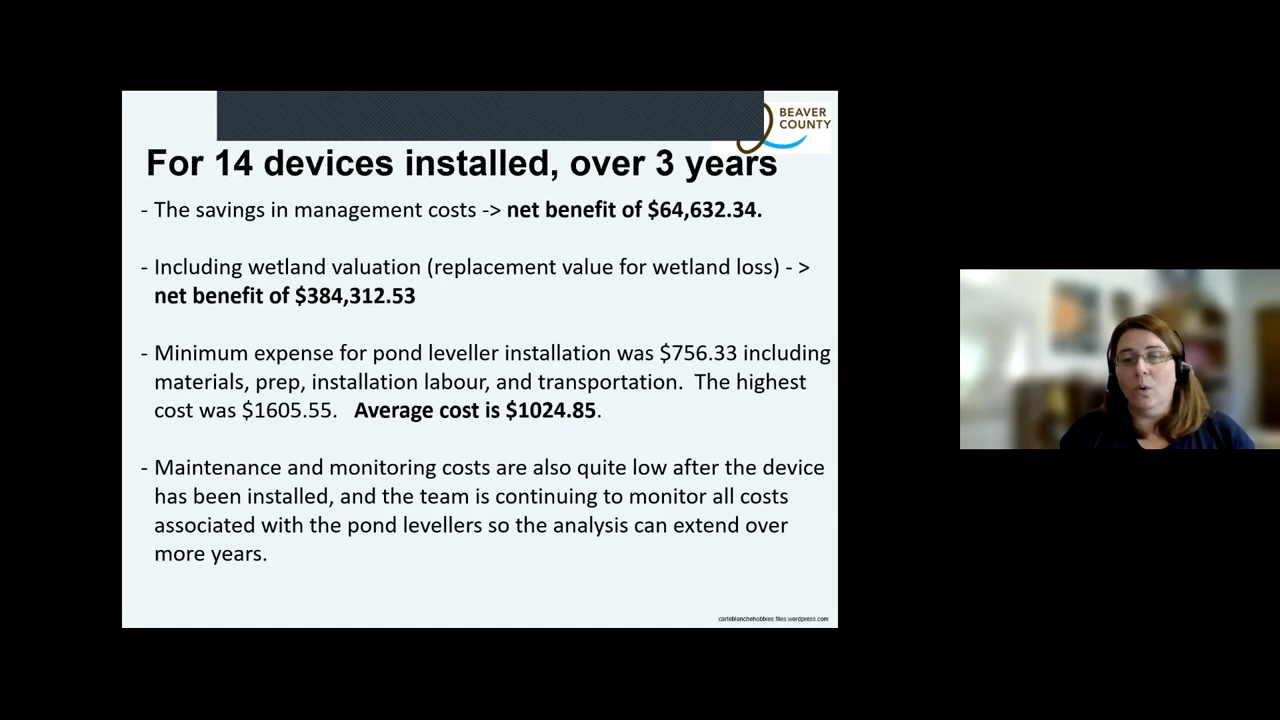 BEAVER
COUNTY
For 14 devices installed, over 3 years
- The savings in management costs -> net benefit of $64,632.34.
- Including wetland valuation (replacement value for wetland loss) - >
net benefit of $384,312.53
- Minimum expense for pond leveller installation was $756.33 including
materials, prep, installation labour, and transportation. The highest
cost was $1605.55. Average cost is $1024.85.
- Maintenance and monitoring costs are also quite low after the device
has been installed, and the team is continuing to monitor all costs
associated with the pond levellers so the analysis can extend over
more years.
carteblanchehobbies.files.wordpress.com